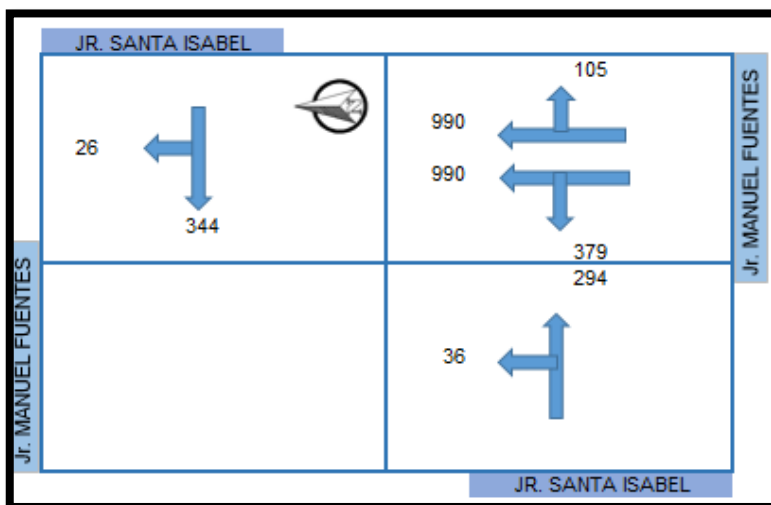 JR. SANTA ISABEL
105
990
26
990
344
379
294
36
Jr. MANUEL FUENTES
Jr. MANUEL FUENTES
JR. SANTA ISABEL